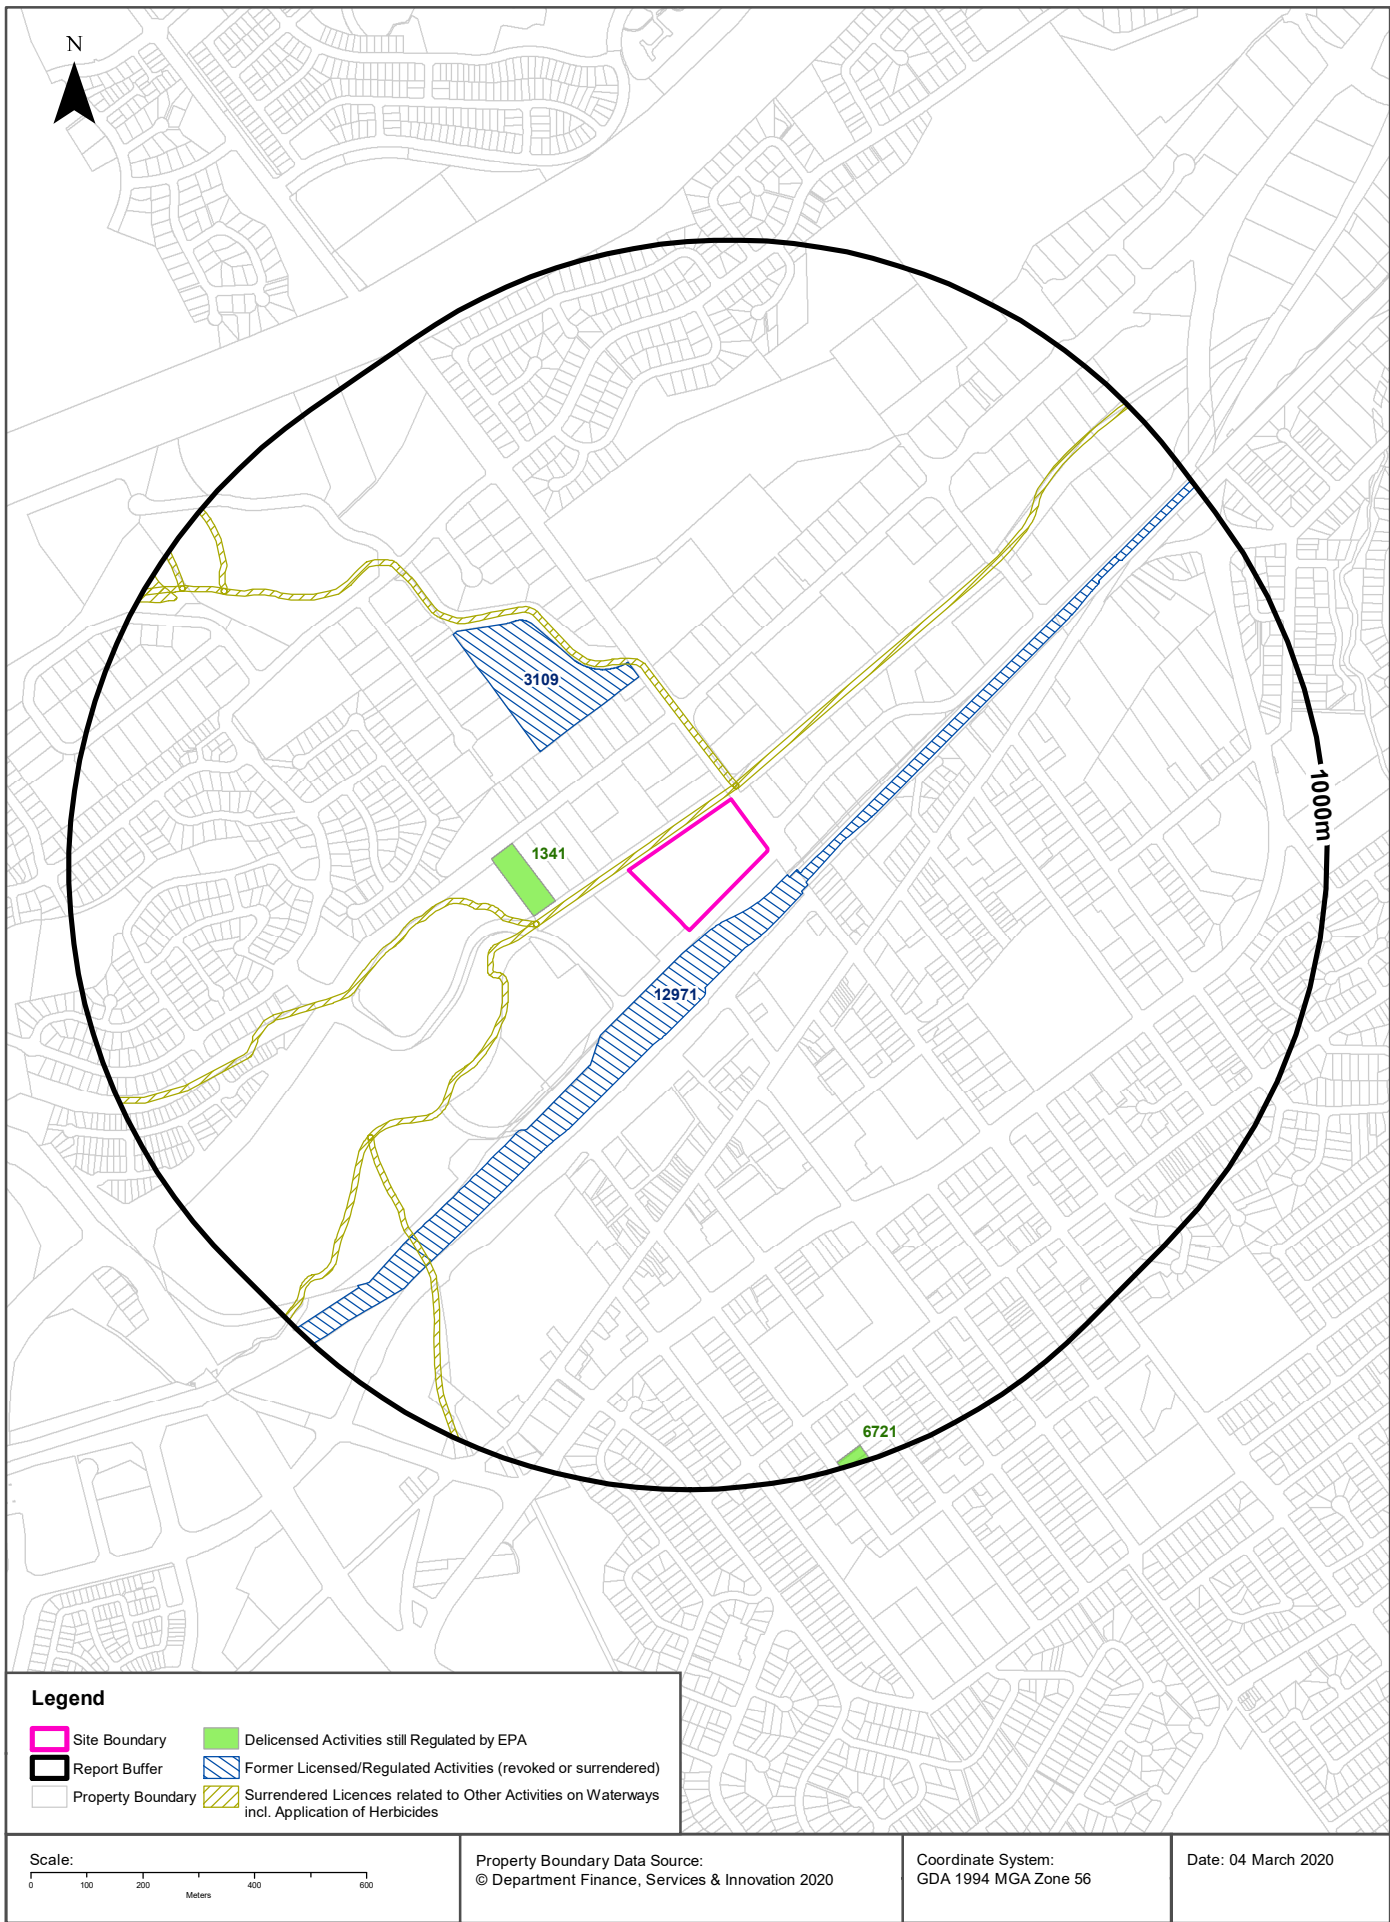 N
1000m
3109
1341
12971
6721
Legend
Site Boundary
Report Buffer
Property Boundary
Delicensed Activities still Regulated by EPA
Former Licensed/Regulated Activities (revoked or surrendered)
Surrendered Licences related to Other Activities on Waterways
incl. Application of Herbicides
Scale:
0 100 200 400 600
Meters
Property Boundary Data Source:
© Department Finance, Services & Innovation 2020
Coordinate System:
GDA 1994 MGA Zone 56
Date: 04 March 2020